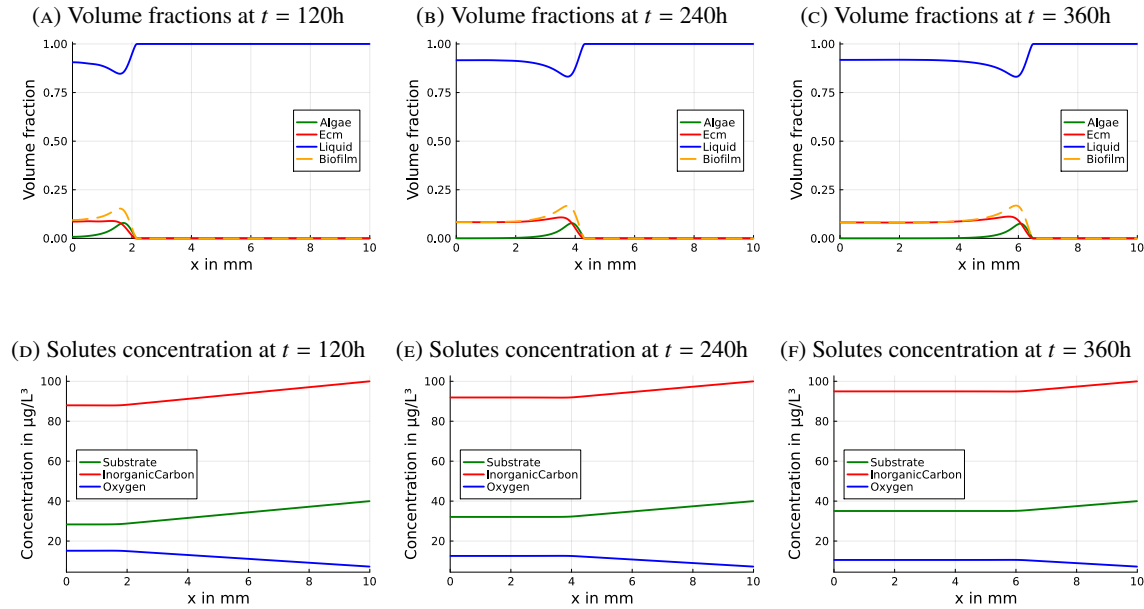 (A) Volume fractions at t = 120h
1.00
0.75
0.50
0.25
0.00
Volume fraction
Algae
Ecm
Liquid
Biofilm
0 2 4 6 8 10
x in mm
(B) Volume fractions at t = 240h
1.00
0.75
0.50
0.25
0.00
Volume fraction
Algae
Ecm
Liquid
Biofilm
0 2 4 6 8 10
x in mm
(C) Volume fractions at t = 360h
1.00
0.75
0.50
0.25
0.00
Volume fraction
Algae
Ecm
Liquid
Biofilm
0 2 4 6 8 10
x in mm
(D) Solutes concentration at t = 120h
100
80
60
40
20
Concentration in μg/L³
Substrate
InorganicCarbon
Oxygen
0 2 4 6 8 10
x in mm
(E) Solutes concentration at t = 240h
100
80
60
40
20
Concentration in μg/L³
Substrate
InorganicCarbon
Oxygen
0 2 4 6 8 10
x in mm
(F) Solutes concentration at t = 360h
100
80
60
40
20
Concentration in μg/L³
Substrate
InorganicCarbon
Oxygen
0 2 4 6 8 10
x in mm